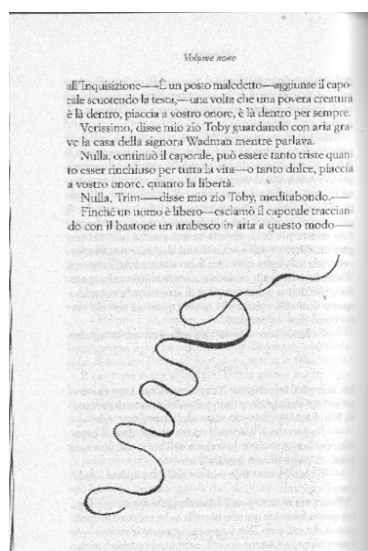 Volume nono
all'Inquisizione——È un posto maledetto—aggiunse il capo-
rale scuotendo la testa,—una volta che una povera creatura
è là dentro, piaccia a vostro onore, è là dentro per sempre.
Verissimo, disse mio zio Toby guardando con aria gra-
ve la casa della signora Wadman mentre parlava.
Nulla, continuò il caporale, può essere tanto triste quan-
to esser rinchiuso per tutta la vita—o tanto dolce, piaccia
a vostro onore, quanto la libertà.
Nulla, Trim——disse mio zio Toby, meditabondo.—
Finché un uomo è libero—esclamò il caporale traccian-
do con il bastone un arabesco in aria a questo modo—